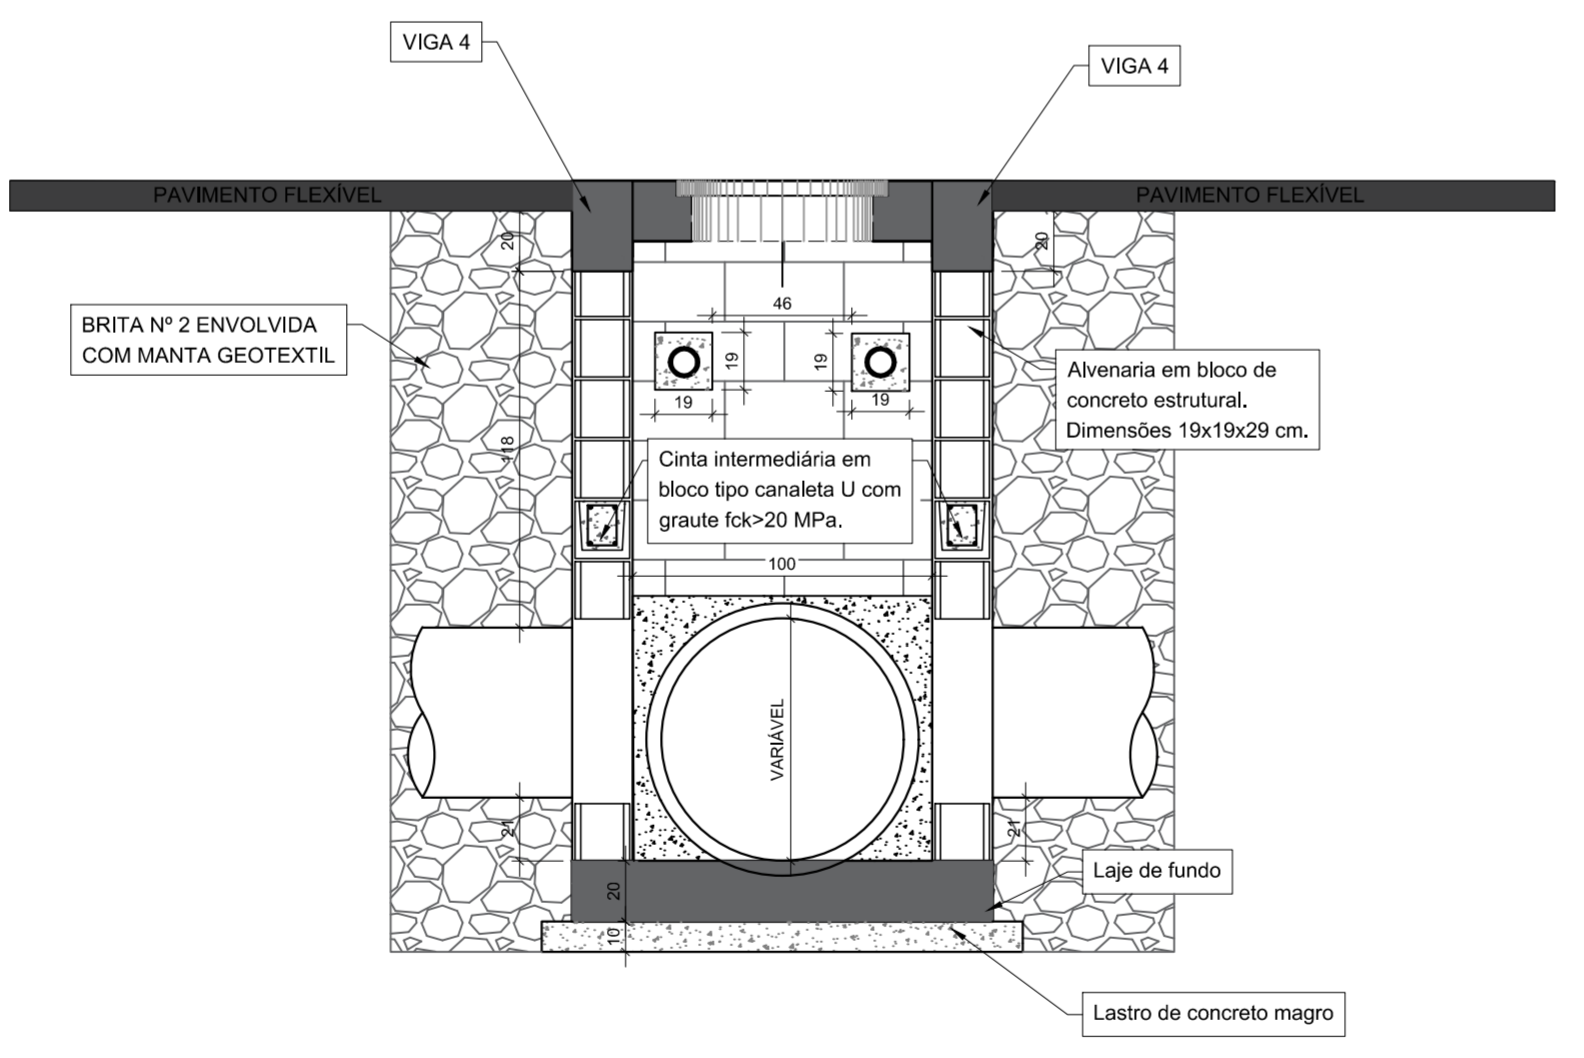 VIGA 4
VIGA 4
PAVIMENTO FLEXÍVEL
PAVIMENTO FLEXÍVEL
20
20
46
BRITA Nº 2 ENVOLVIDA
COM MANTA GEOTEXTIL
19
19
19
19
Alvenaria em bloco de
concreto estrutural.
Dimensões 19x19x29 cm.
118
Cinta intermediária em
bloco tipo canaleta U com
graute fck>20 MPa.
100
VARIÁVEL
21
21
Laje de fundo
20
10
Lastro de concreto magro